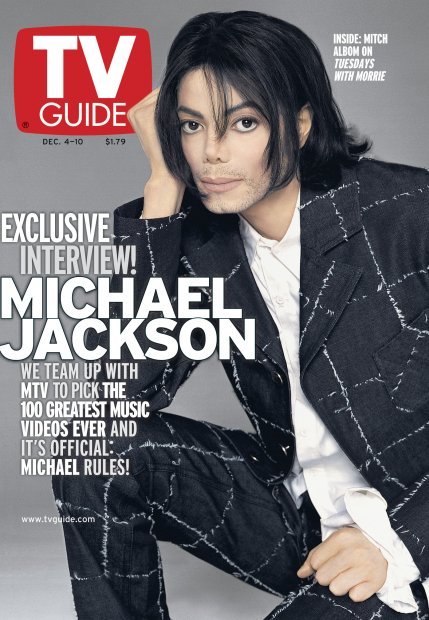 TV
GUIDE
®
DEC. 4–10 $1.79
INSIDE: MITCH
ALBOM ON
TUESDAYS
WITH MORRIE
EXCLUSIVE
INTERVIEW!
MICHAEL
JACKSON
WE TEAM UP WITH
MTV TO PICK THE
100 GREATEST MUSIC
VIDEOS EVER AND
IT'S OFFICIAL:
MICHAEL RULES!
www.tvguide.com